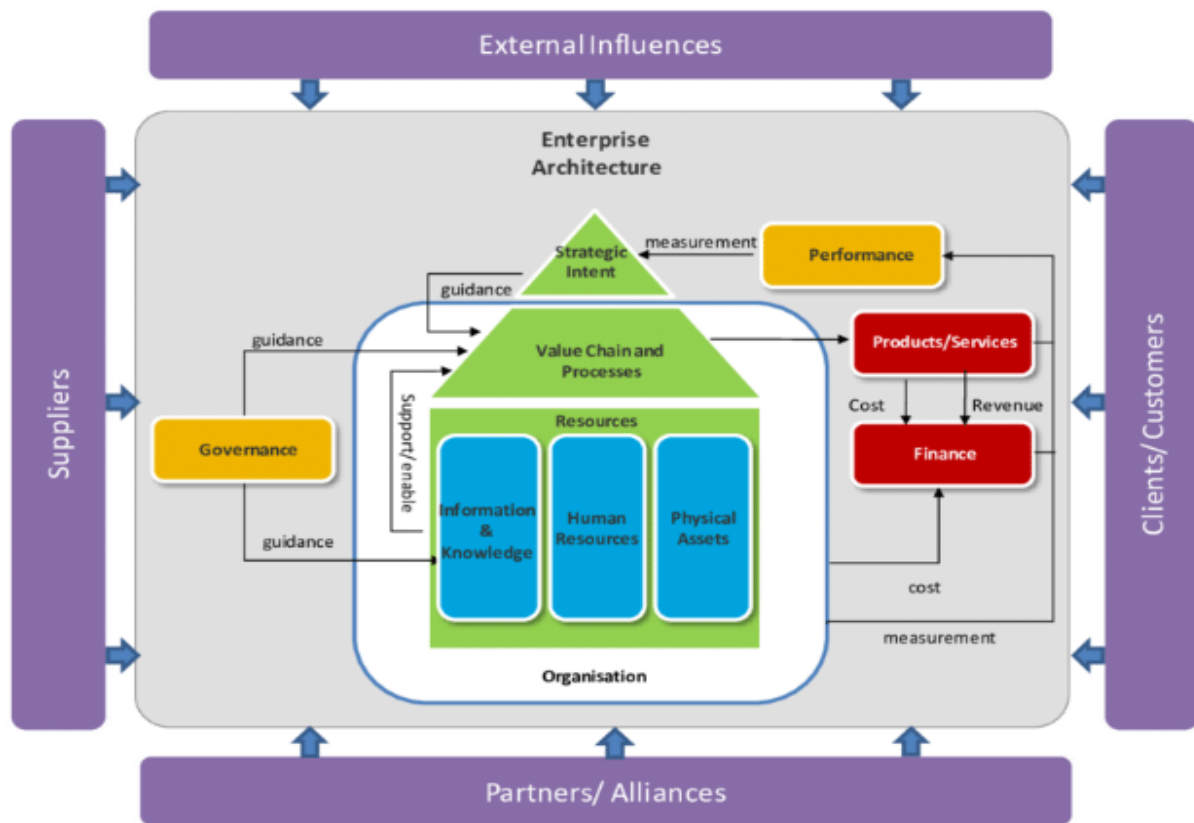 External Influences
Enterprise
Architecture
Suppliers
Clients/ Customers
Strategic
Intent
measurement
Performance
guidance
guidance
Value Chain and
Processes
Products/Services
Cost
Revenue
Support/enable
Resources
Governance
Finance
Information
&
Knowledge
Human
Resources
Physical
Assets
guidance
cost
measurement
Organisation
Partners/ Alliances